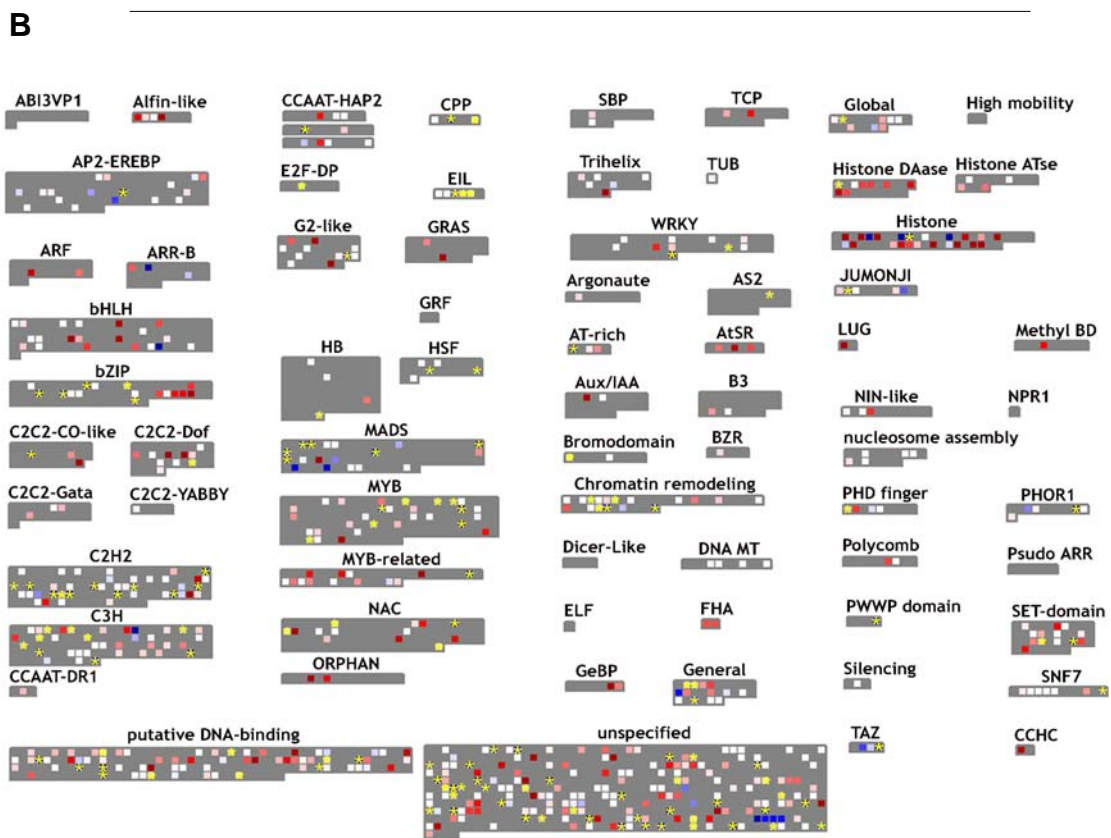 B
ABI3VP1 Alfin-like CCAAT-HAP2 CPP SBP TCP Global High mobility
AP2-EREBP E2F-DP EIL Trihelix TUB Histone DAase Histone ATse
G2-like GRAS WRKY Histone
ARF ARR-B Argonaute AS2 JUMONJI
bHLH GRF AT-rich AtSR LUG Methyl BD
HB HSF
bZIP Aux/IAA B3 NIN-like NPR1
C2C2-CO-like C2C2-Dof MADS Bromodomain BZR nucleosome assembly
C2C2-Gata C2C2-YABBY MYB Chromatin remodeling PHD finger PHOR1
C2H2 MYB-related Dicer-Like DNA MT Polycomb Psudo ARR
C3H NAC ELF FHA PWWP domain SET-domain
CCAAT-DR1 ORPHAN GeBP General Silencing SNF7
putative DNA-binding unspecified TAZ CCHC